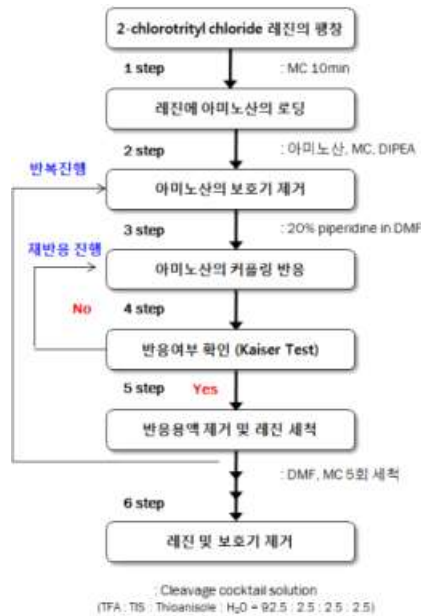 2-chlorotrityl chloride 레진의 팽창
1 step
: MC 10min
레진에 아미노산의 로딩
2 step
: 아미노산, MC, DIPEA
반복진행
아미노산의 보호기 제거
3 step
: 20% piperidine in DMF
재반응 진행
아미노산의 커플링 반응
No
4 step
반응여부 확인 (Kaiser Test)
5 step
Yes
반응용액 제거 및 레진 세척
: DMF, MC 5회 세척
6 step
레진 및 보호기 제거
: Cleavage cocktail solution
(TFA : TIS : Thioanisole : H₂O = 92.5 : 2.5 : 2.5 : 2.5)